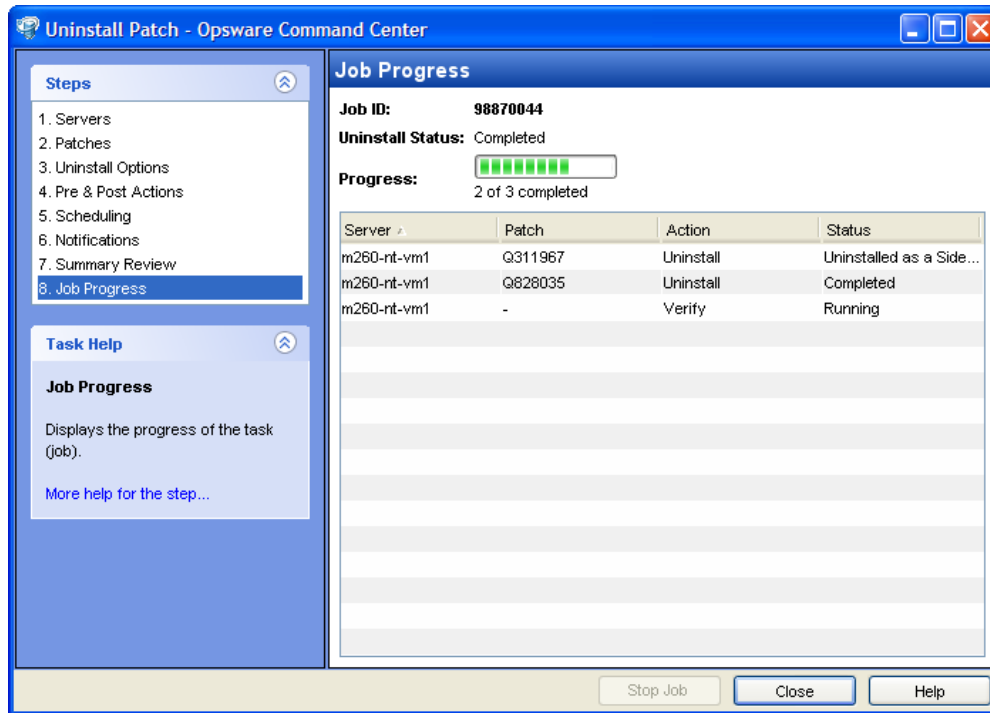 Uninstall Patch - Opsware Command Center
Steps
1. Servers
2. Patches
3. Uninstall Options
4. Pre & Post Actions
5. Scheduling
6. Notifications
7. Summary Review
8. Job Progress
Task Help
Job Progress
Displays the progress of the task
(job).
More help for the step...
Job Progress
Job ID: 98870044
Uninstall Status: Completed
Progress:
2 of 3 completed
Server Patch Action Status
m260-nt-vm1 Q311967 Uninstall Uninstalled as a Side...
m260-nt-vm1 Q828035 Uninstall Completed
m260-nt-vm1 - Verify Running
Stop Job Close Help